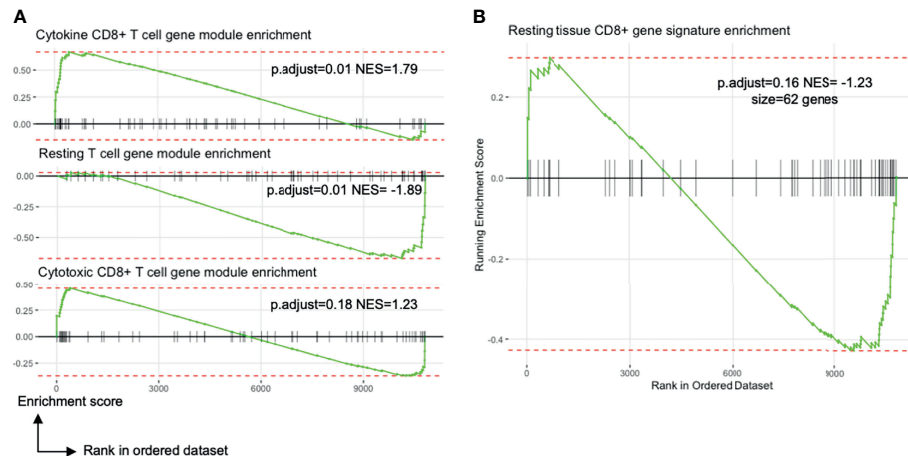 A
Cytokine CD8+ T cell gene module enrichment
p.adjust=0.01 NES=1.79
0.50
0.25
0.00
Resting T cell gene module enrichment
0.00
p.adjust=0.01 NES= -1.89
-0.25
-0.50
Cytotoxic CD8+ T cell gene module enrichment
0.50
p.adjust=0.18 NES=1.23
0.25
0.00
-0.25
0
3000
6000
9000
Enrichment score
Rank in ordered dataset
B
Resting tissue CD8+ gene signature enrichment
p.adjust=0.16 NES= -1.23
size=62 genes
Running Enrichment Score
0.2
0.0
-0.2
-0.4
0
3000
6000
9000
Rank in Ordered Dataset